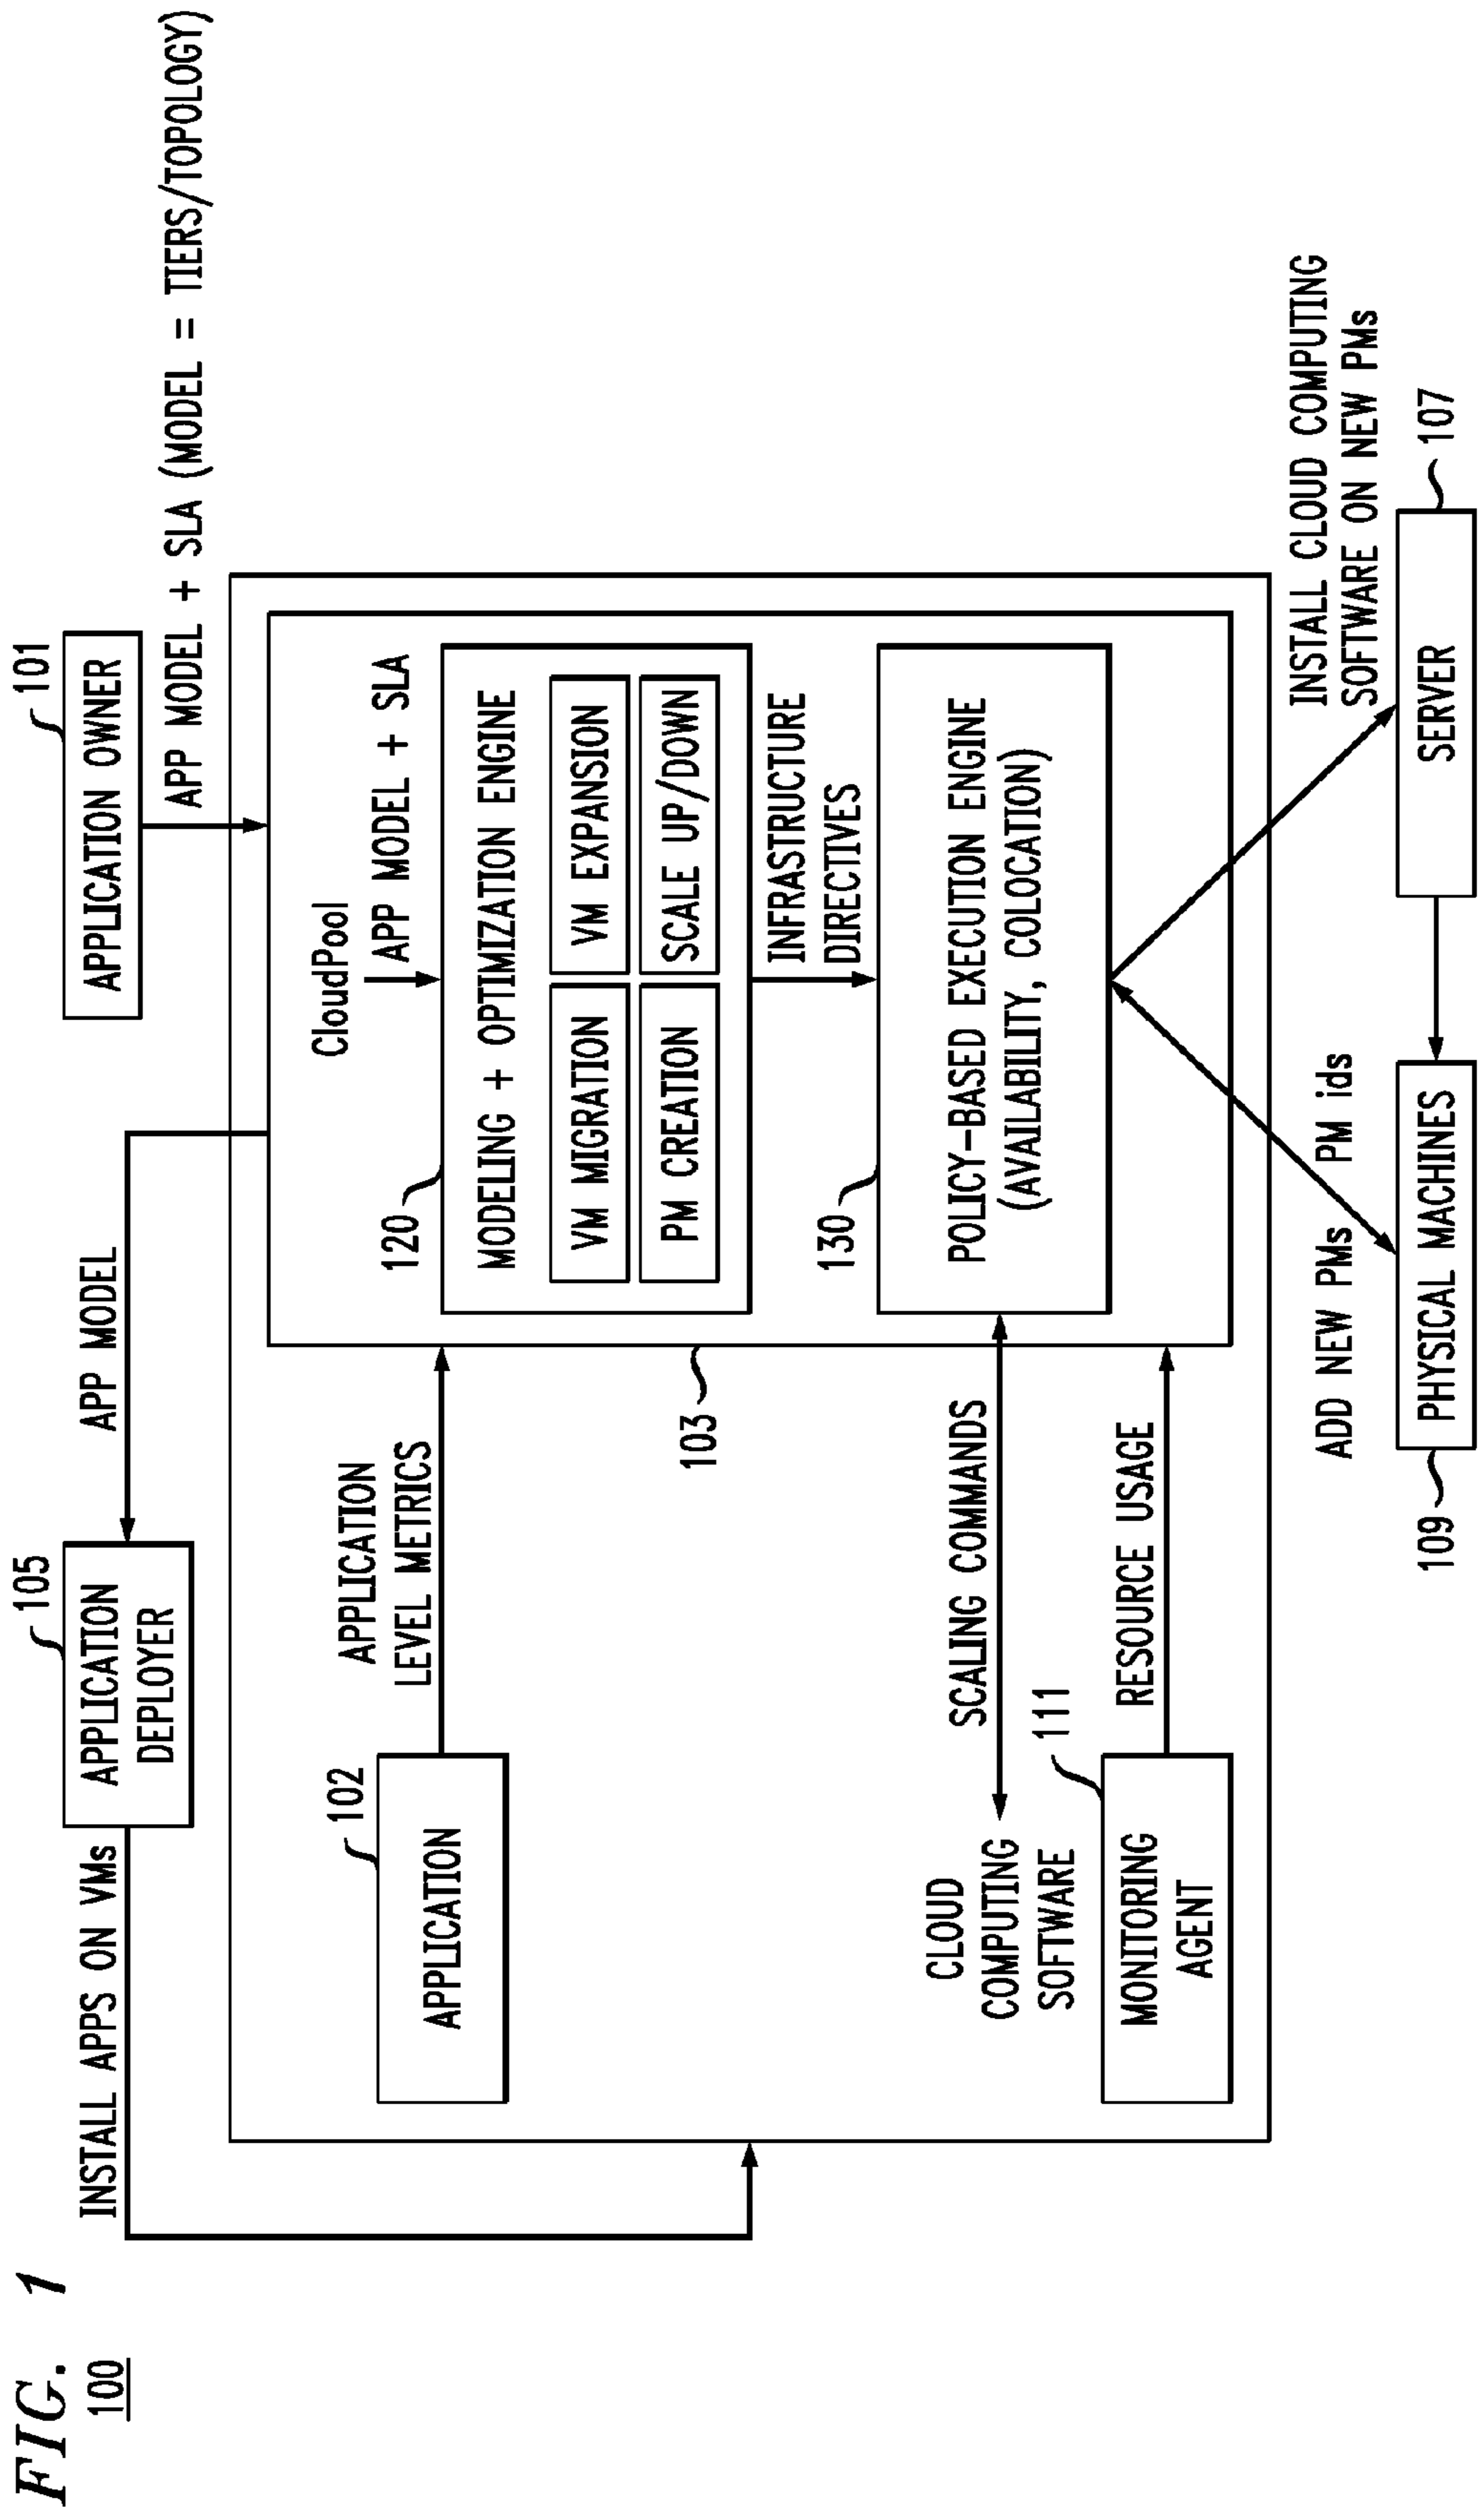 FIG. 1
100
INSTALL APPS ON VMs
105
APPLICATION
DEPLOYER
APP MODEL
101
APPLICATION OWNER
APP MODEL + SLA (MODEL = TIERS/TOPOLOGY)
102
APPLICATION
APPLICATION
LEVEL METRICS
CloudPool
APP MODEL + SLA
120
MODELING + OPTIMIZATION ENGINE
VM MIGRATION
VM EXPANSION
PM CREATION
SCALE UP/DOWN
103
INFRASTRUCTURE
DIRECTIVES
130
POLICY-BASED EXECUTION ENGINE
(AVAILABILITY, COLOCATION)
CLOUD
COMPUTING
SOFTWARE
SCALING COMMANDS
111
MONITORING
AGENT
RESOURCE USAGE
ADD NEW PMs
PM ids
INSTALL CLOUD COMPUTING
SOFTWARE ON NEW PMs
109
PHYSICAL MACHINES
SERVER
107